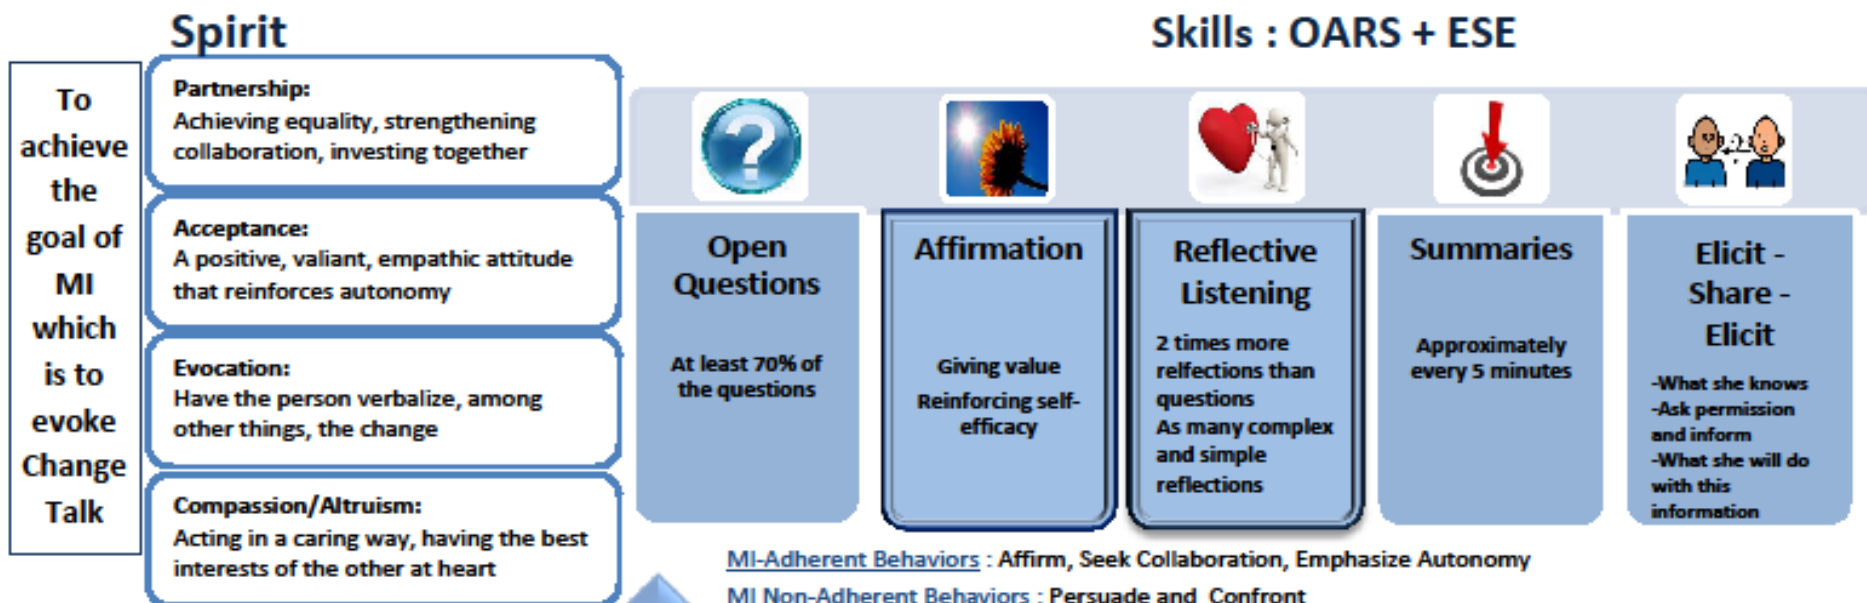 Spirit
Skills : OARS + ESE
To
achieve
the
goal of
MI
which
is to
evoke
Change
Talk
Partnership:
Achieving equality, strengthening
collaboration, investing together
Acceptance:
A positive, valiant, empathic attitude
that reinforces autonomy
Evocation:
Have the person verbalize, among
other things, the change
Compassion/Altruism:
Acting in a caring way, having the best
interests of the other at heart
Open
Questions
At least 70% of
the questions
Affirmation
Giving value
Reinforcing self-
efficacy
Reflective
Listening
2 times more
relfections than
questions
As many complex
and simple
reflections
Summaries
Approximately
every 5 minutes
Elicit -
Share -
Elicit
-What she knows
-Ask permission
and inform
-What she will do
with this
information
MI-Adherent Behaviors : Affirm, Seek Collaboration, Emphasize Autonomy
MI Non-Adherent Behaviors : Persuade and Confront